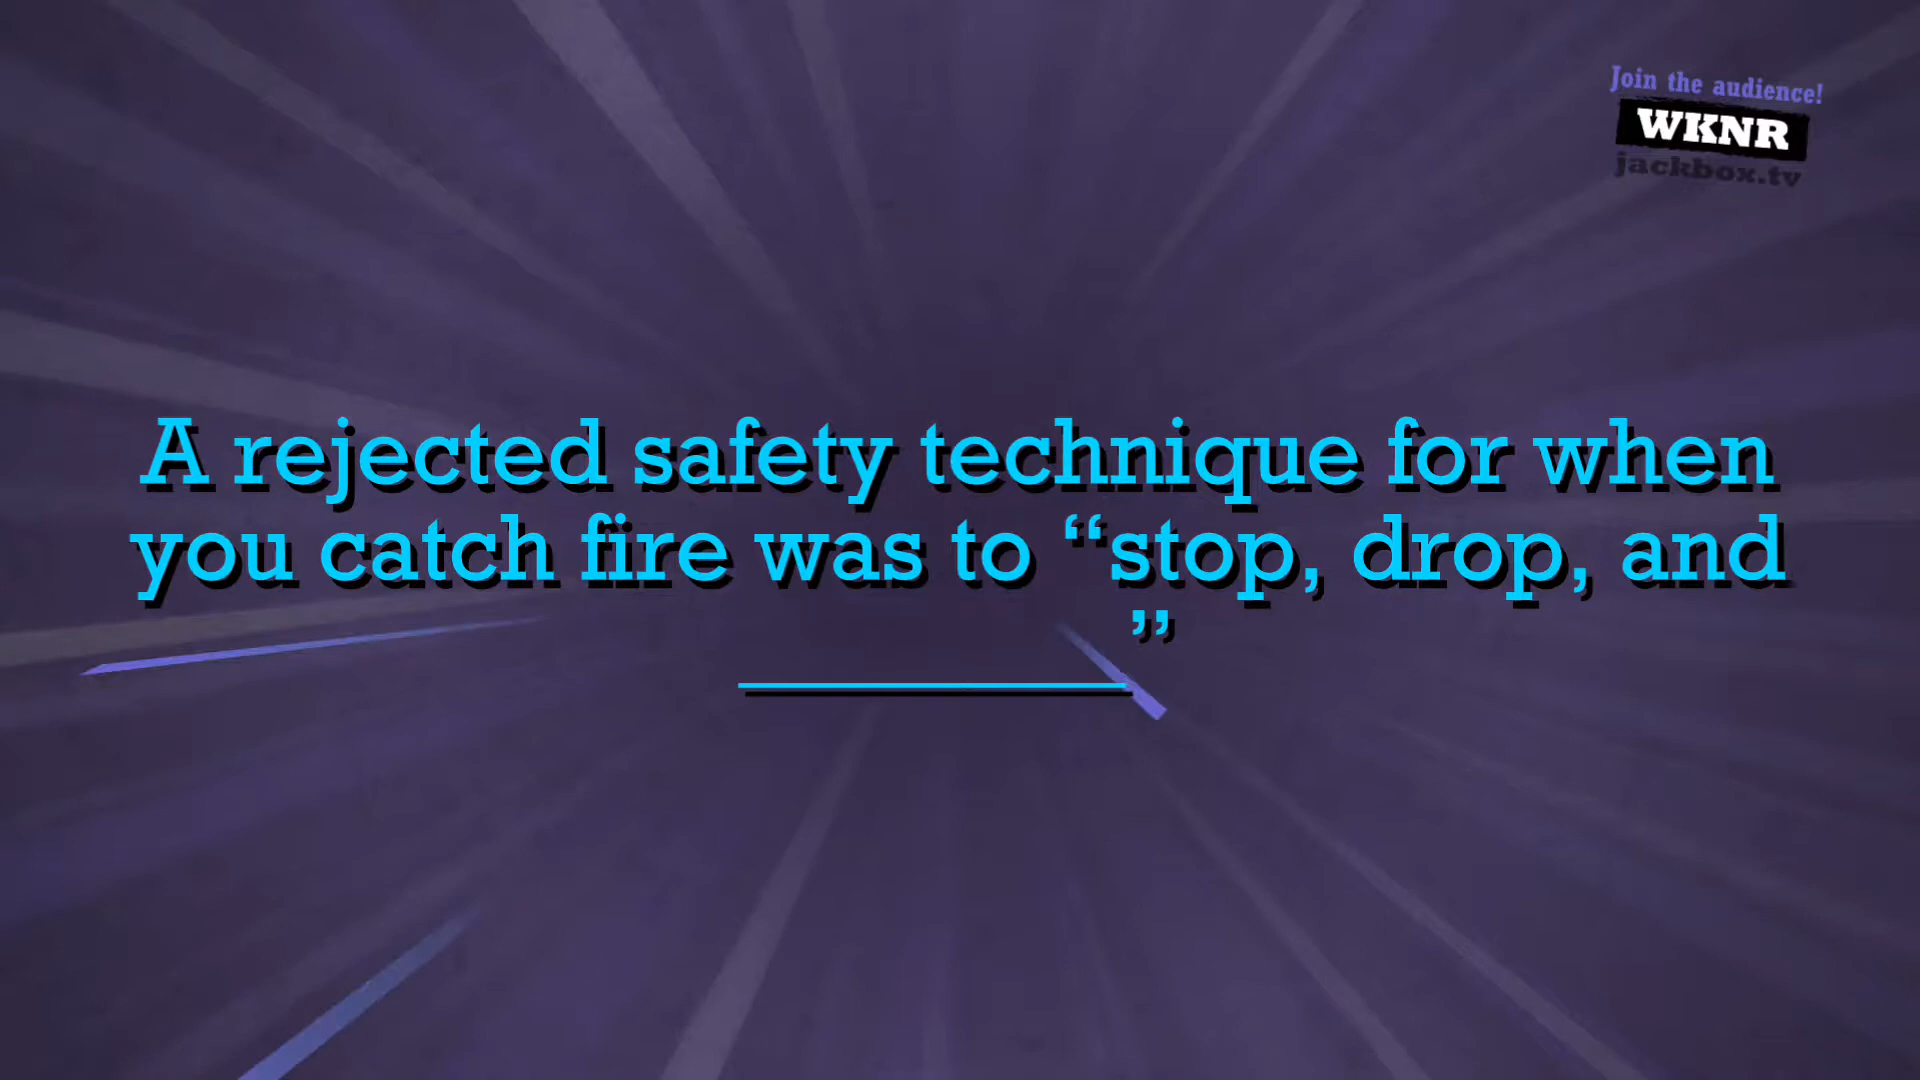 Join the audience!
WKNR
jackbox.tv
A rejected safety technique for when
you catch fire was to “stop, drop, and
”